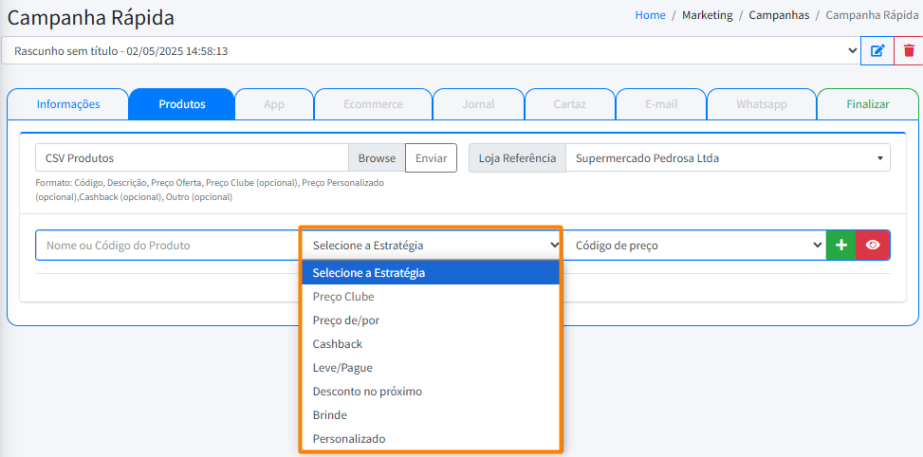 Campanha Rápida
Home / Marketing / Campanhas / Campanha Rápida
Rascunho sem título - 02/05/2025 14:58:13
Informações Produtos App Ecommerce Jornal Cartaz E-mail Whatsapp Finalizar
CSV Produtos Browse Enviar Loja Referência Supermercado Pedrosa Ltda
Formato: Código, Descrição, Preço Oferta, Preço Clube (opcional), Preço Personalizado
(opcional),Cashback (opcional), Outro (opcional)
Nome ou Código do Produto Selecione a Estratégia Código de preço
Selecione a Estratégia
Preço Clube
Preço de/por
Cashback
Leve/Pague
Desconto no próximo
Brinde
Personalizado